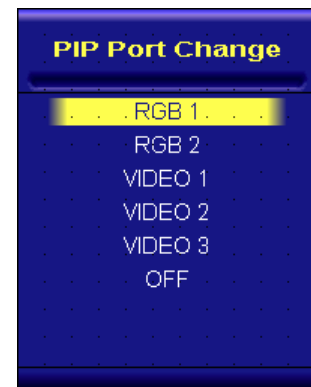 PIP Port Change
RGB 1
RGB 2
VIDEO 1
VIDEO 2
VIDEO 3
OFF